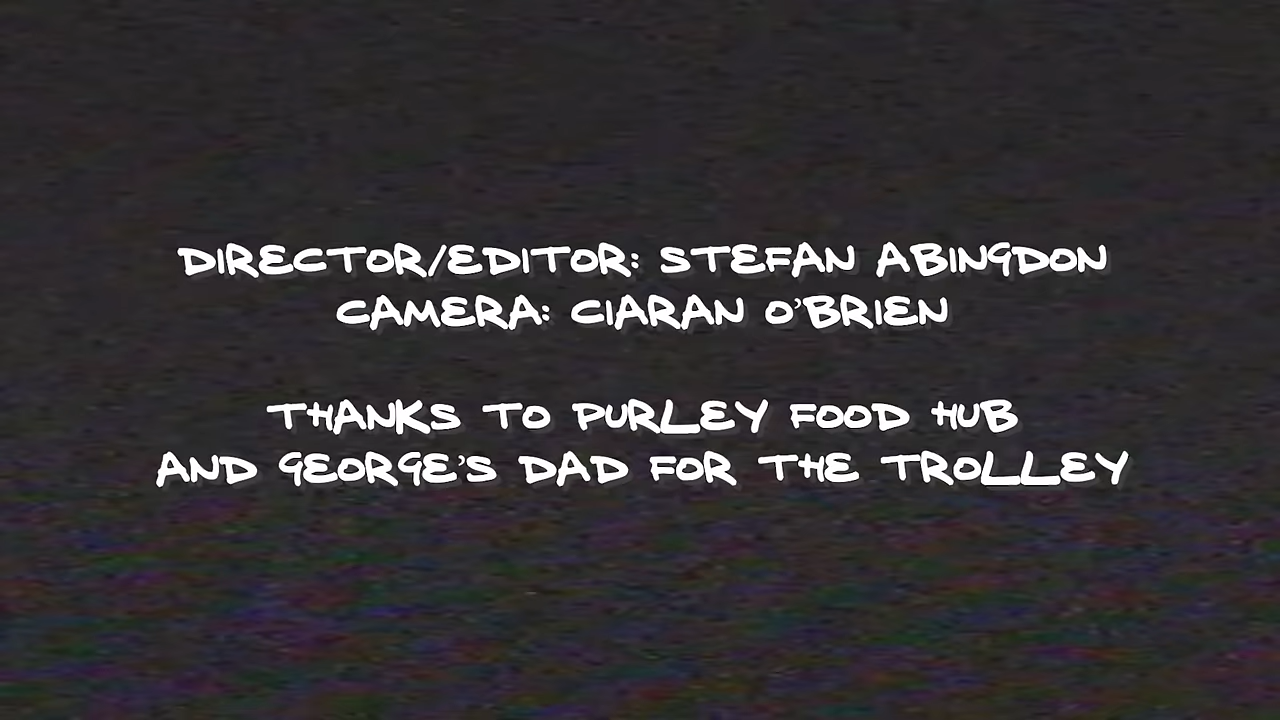 DIRECTOR/EDITOR: STEFAN ABINGDON
CAMERA: CIARAN O'BRIEN
THANKS TO PURLEY FOOD HUB
AND GEORGE'S DAD FOR THE TROLLEY